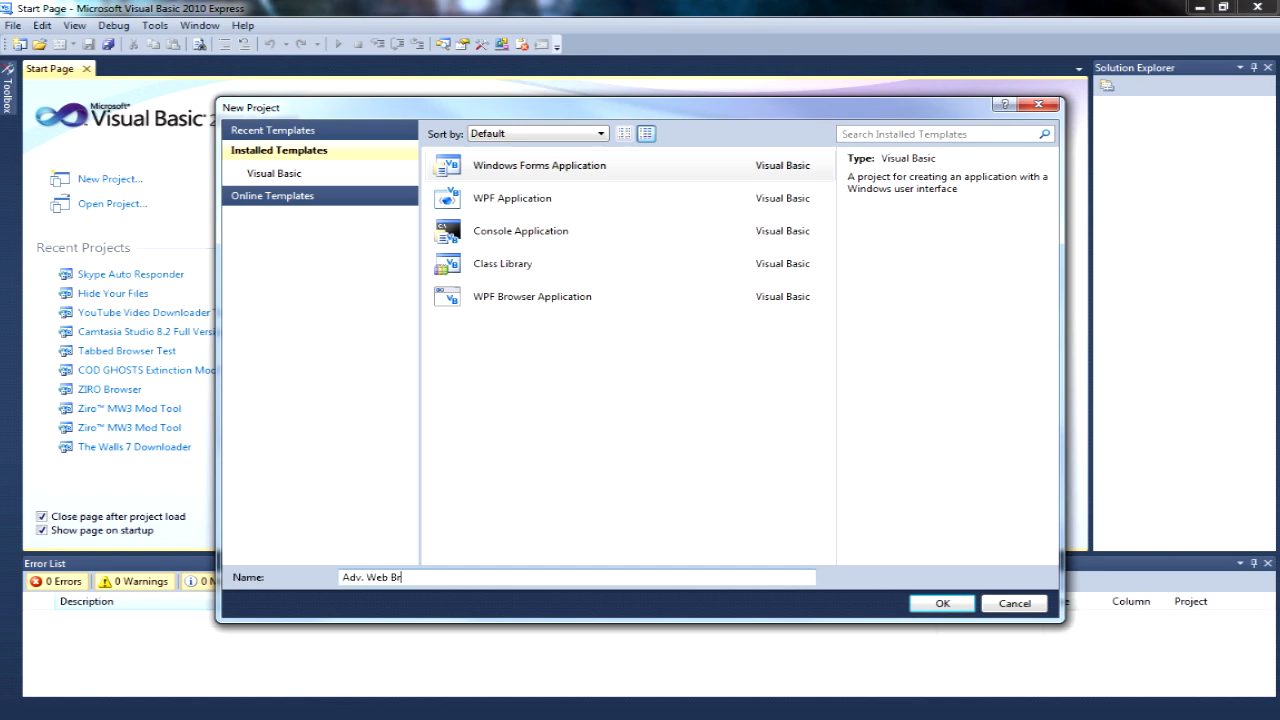 Start Page - Microsoft Visual Basic 2010 Express
File Edit View Debug Tools Window Help
Start Page
Toolbox
Microsoft®
Visual Basic®
New Project...
Open Project...
Recent Projects
Skype Auto Responder
Hide Your Files
YouTube Video Downloader
Camtasia Studio 8.2 Full Versi
Tabbed Browser Test
COD GHOSTS Extinction Mo
ZIRO Browser
Ziro™ MW3 Mod Tool
Ziro™ MW3 Mod Tool
The Walls 7 Downloader
Close page after project load
Show page on startup
New Project
Recent Templates
Installed Templates
Visual Basic
Online Templates
Sort by: Default
Search Installed Templates
Windows Forms Application Visual Basic
WPF Application Visual Basic
Console Application Visual Basic
Class Library Visual Basic
WPF Browser Application Visual Basic
Type: Visual Basic
A project for creating an application with a
Windows user interface
Name: Adv. Web Br
OK Cancel
Solution Explorer
Error List
0 Errors 0 Warnings 0
Description Column Project